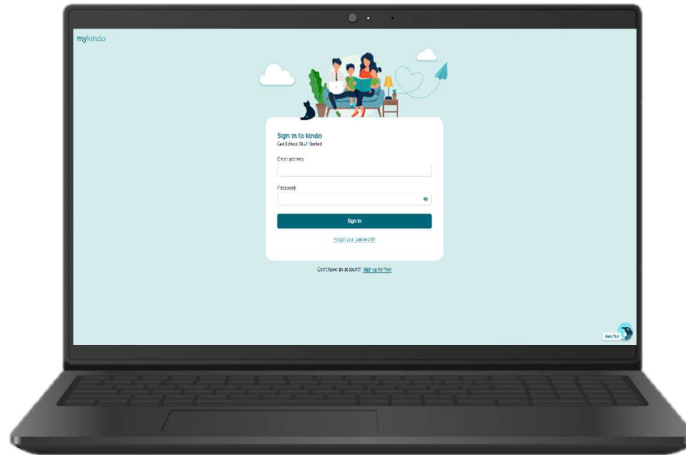 mykindo
Sign in to kindo
Get School Stuff Sorted
Email address
Password
Sign in
Forgot your password?
Don't have an account? Sign up for free